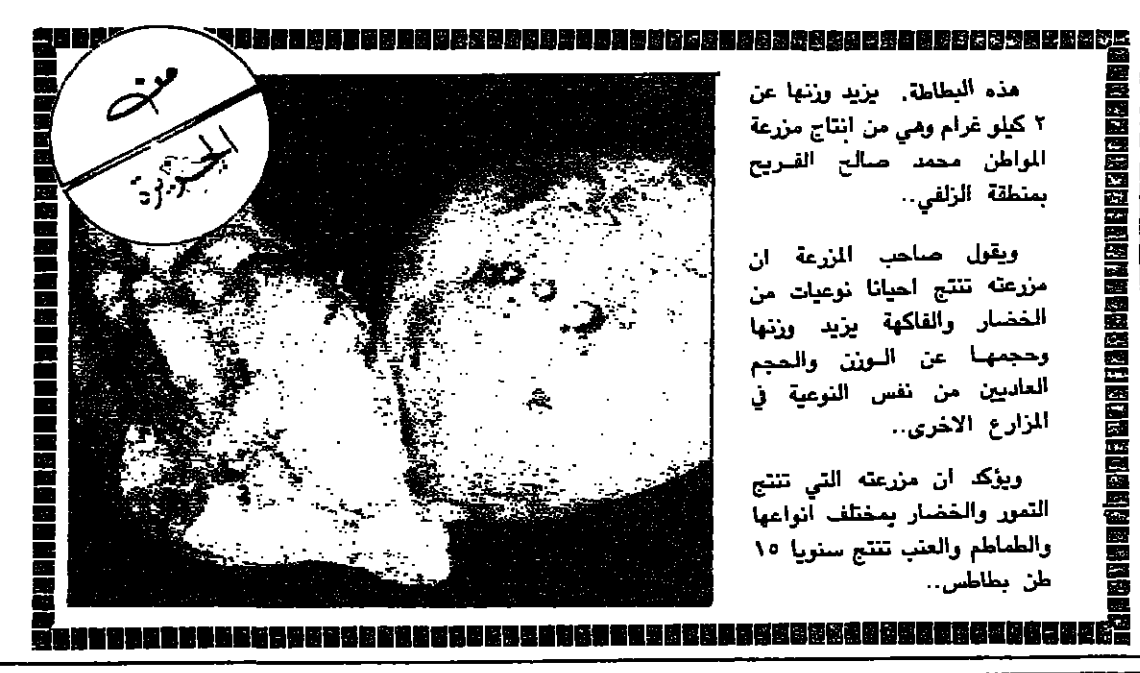 من
الجزيرة
هذه البطاطة. يزيد وزنها عن
٢ كيلو غرام وهي من انتاج مزرعة
المواطن محمد صالح القريح
بمنطقة الزلفي..
ويقول صاحب المزرعة ان
مزرعته تنتج احيانا نوعيات من
الخضار والفاكهة يزيد وزنها
وحجمها عن الوزن والحجم
العاديين من نفس النوعية في
المزارع الاخرى..
ويؤكد ان مزرعته التي تنتج
التمور والخضار بمختلف انواعها
والطماطم والعنب تنتج سنويا ١٥
طن بطاطس..